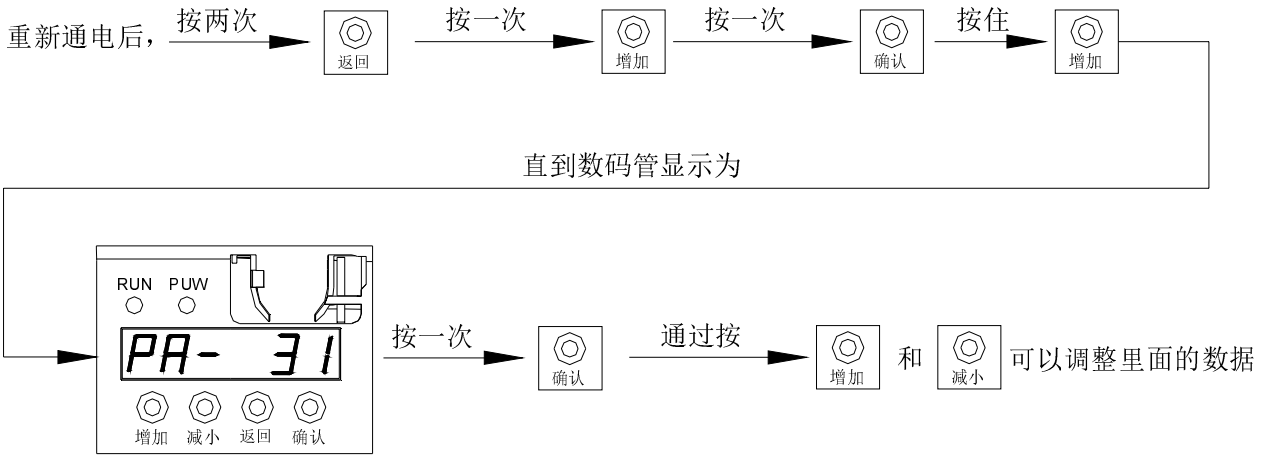 重新通电后，按两次 返回 按一次 增加 按一次 确认 按住 增加
直到数码管显示为
RUN PUW
PA- 31
增加 减小 返回 确认
按一次 确认 通过按 增加 和 减小 可以调整里面的数据